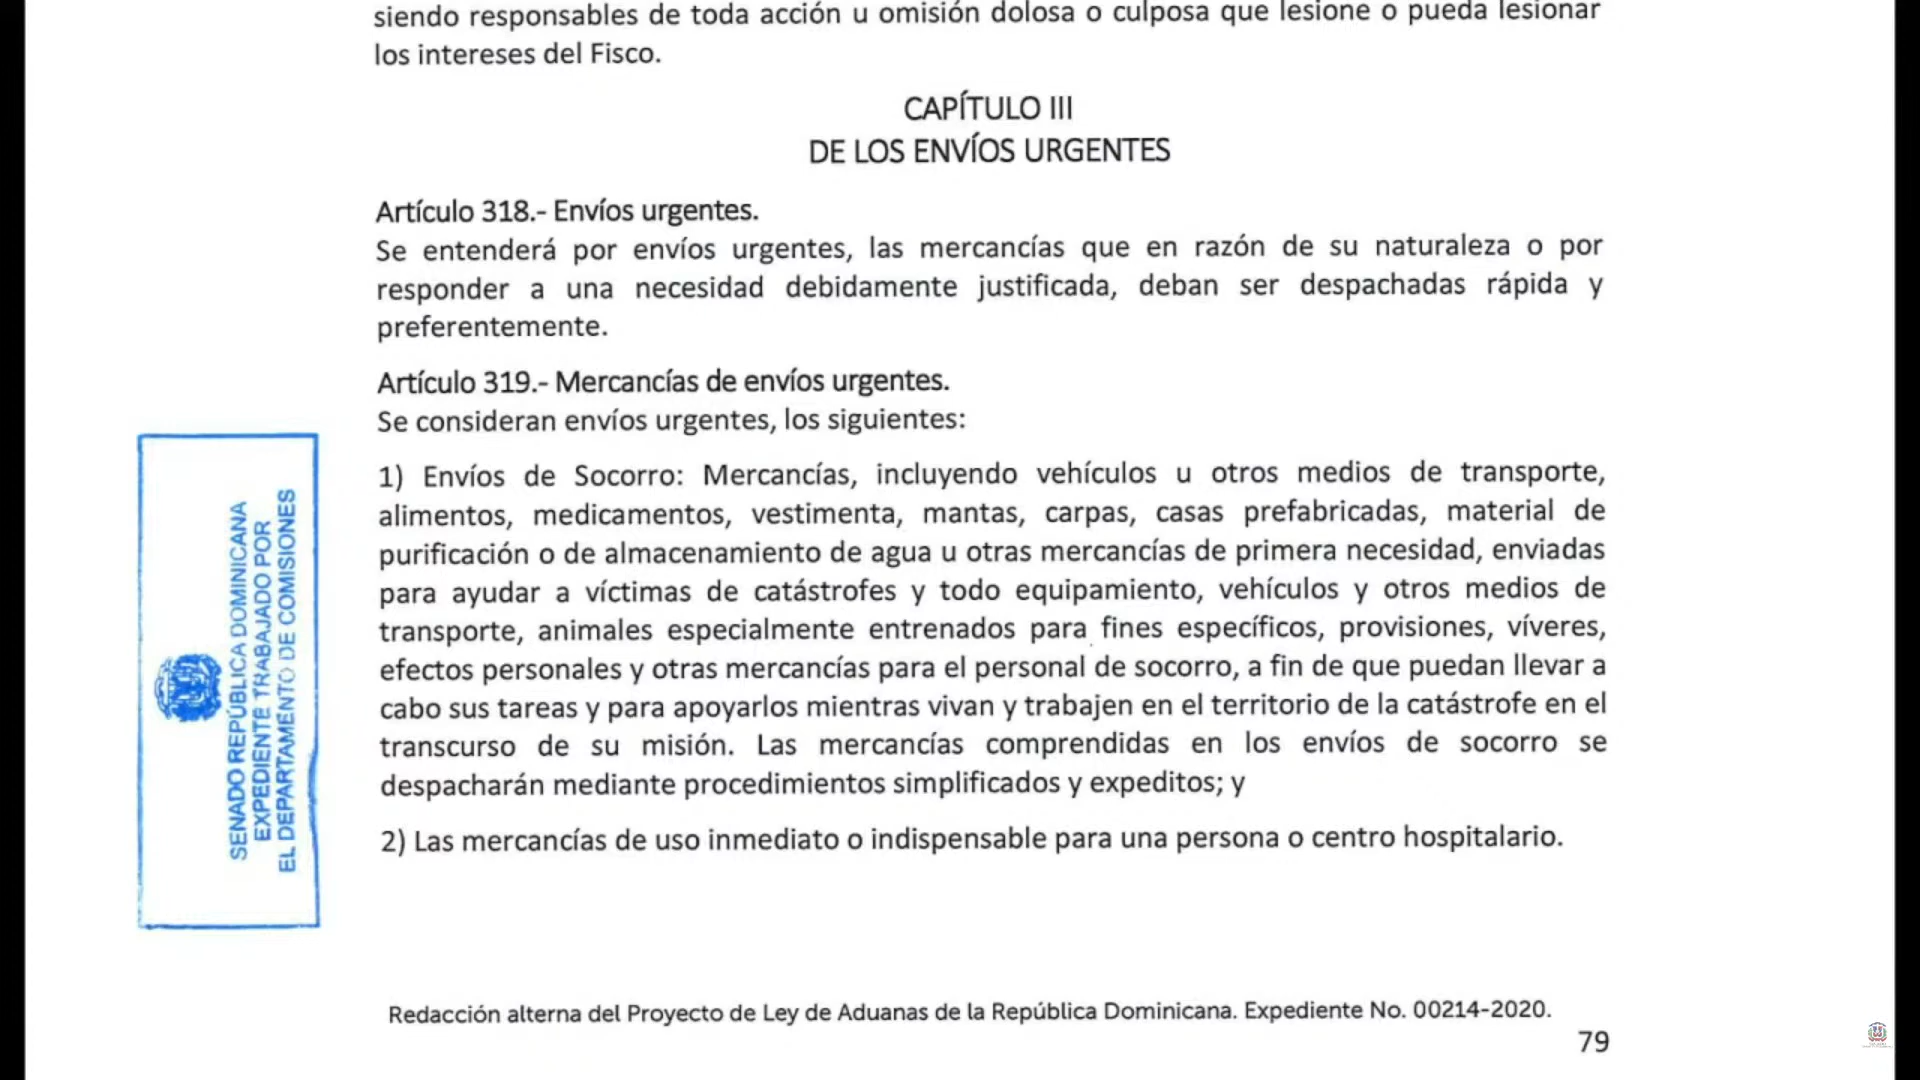 siendo responsables de toda acción u omisión dolosa o culposa que lesione o pueda lesionar
los intereses del Fisco.
CAPÍTULO III
DE LOS ENVÍOS URGENTES
Artículo 318.- Envíos urgentes.
Se entenderá por envíos urgentes, las mercancías que en razón de su naturaleza o por
responder a una necesidad debidamente justificada, deban ser despachadas rápida y
preferentemente.
Artículo 319.- Mercancías de envíos urgentes.
Se consideran envíos urgentes, los siguientes:
1) Envíos de Socorro: Mercancías, incluyendo vehículos u otros medios de transporte,
alimentos, medicamentos, vestimenta, mantas, carpas, casas prefabricadas, material de
purificación o de almacenamiento de agua u otras mercancías de primera necesidad, enviadas
para ayudar a víctimas de catástrofes y todo equipamiento, vehículos y otros medios de
transporte, animales especialmente entrenados para fines específicos, provisiones, víveres,
efectos personales y otras mercancías para el personal de socorro, a fin de que puedan llevar a
cabo sus tareas y para apoyarlos mientras vivan y trabajen en el territorio de la catástrofe en el
transcurso de su misión. Las mercancías comprendidas en los envíos de socorro se
despacharán mediante procedimientos simplificados y expeditos; y
2) Las mercancías de uso inmediato o indispensable para una persona o centro hospitalario.
SENADO REPÚBLICA DOMINICANA
EXPEDIENTE TRABAJADO POR
EL DEPARTAMENTO DE COMISIONES
Redacción alterna del Proyecto de Ley de Aduanas de la República Dominicana. Expediente No. 00214-2020.
79